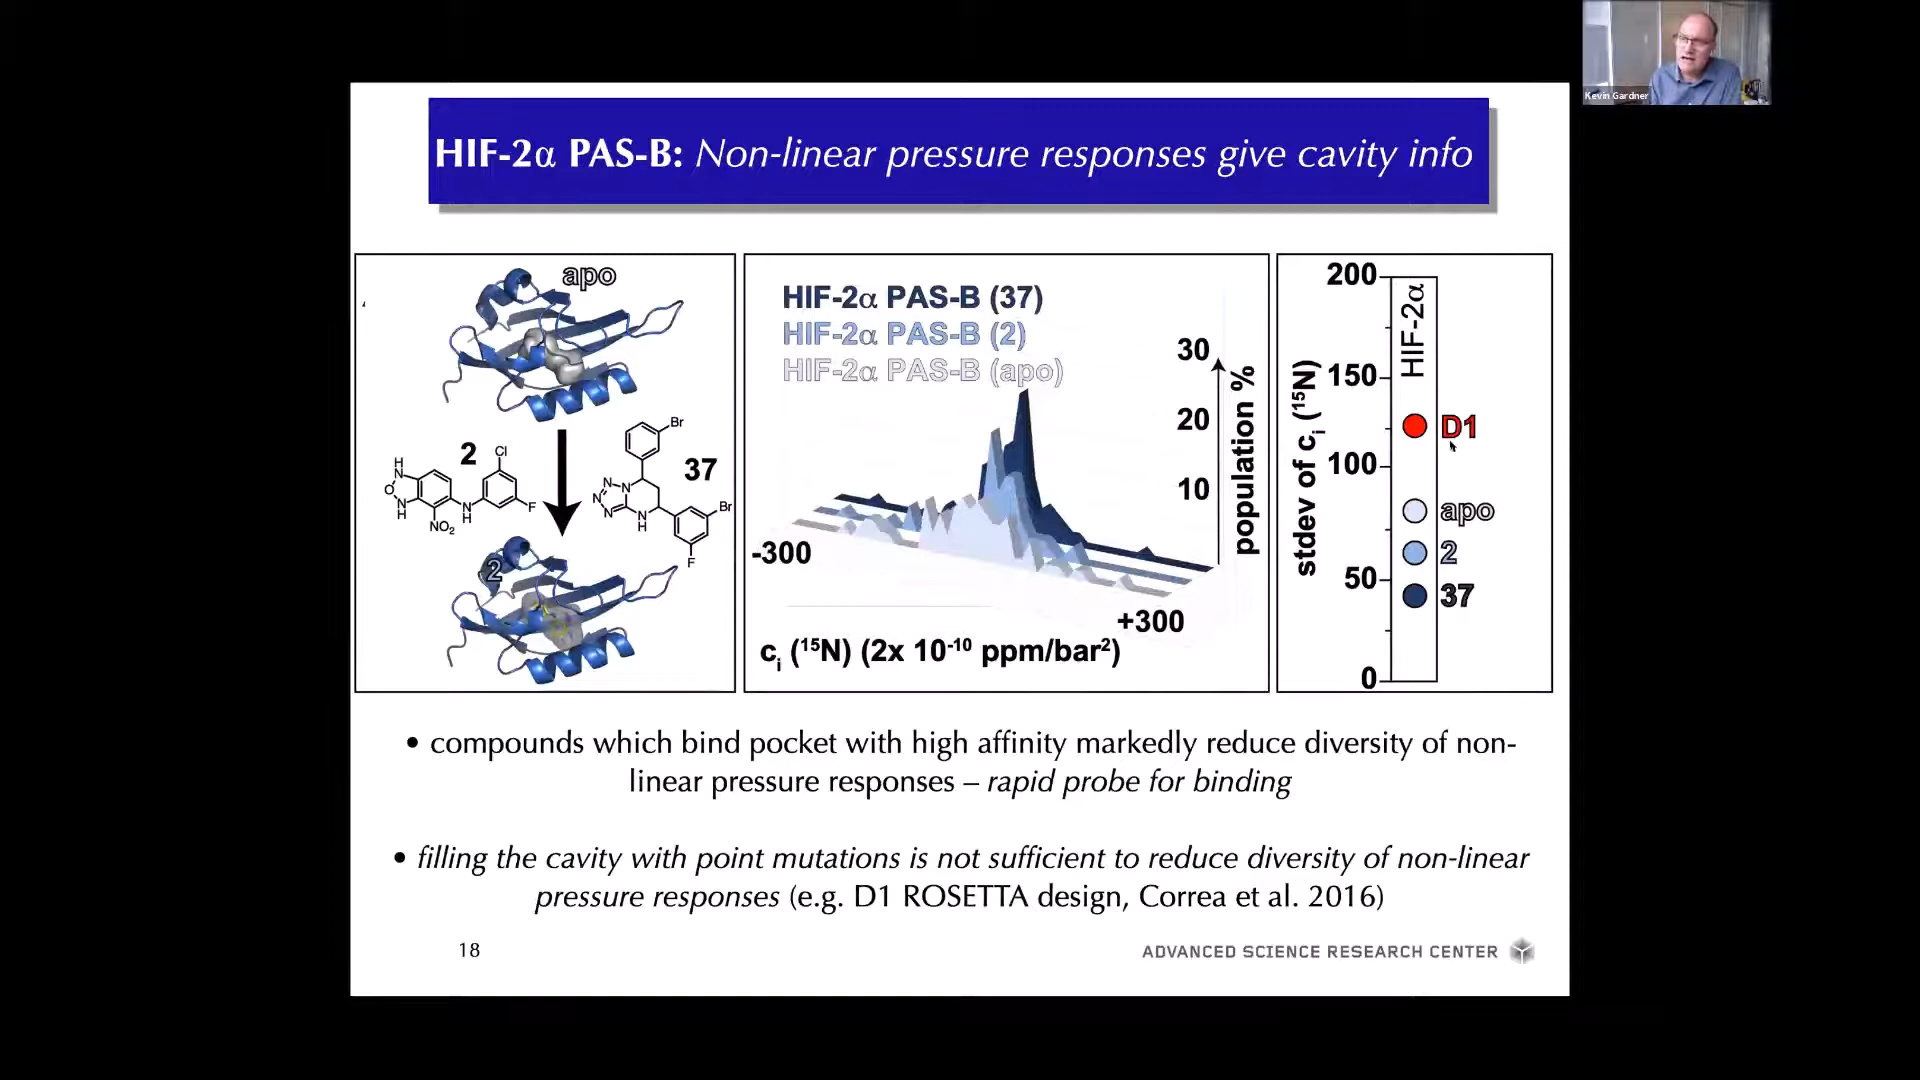 Kevin Gardner
HIF-2α PAS-B: Non-linear pressure responses give cavity info
apo
2
Cl
H
N
O
N
H
NO2
N
H
F
Br
37
N
N
N
N
N
H
Br
F
2
HIF-2α PAS-B (37)
HIF-2α PAS-B (2)
HIF-2α PAS-B (apo)
30
20
10
population %
-300
+300
ci (15N) (2x 10-10 ppm/bar2)
200
150
100
50
0
stdev of ci (15N)
HIF-2α
D1
apo
2
37
• compounds which bind pocket with high affinity markedly reduce diversity of non-
linear pressure responses – rapid probe for binding
• filling the cavity with point mutations is not sufficient to reduce diversity of non-linear
pressure responses (e.g. D1 ROSETTA design, Correa et al. 2016)
18
ADVANCED SCIENCE RESEARCH CENTER